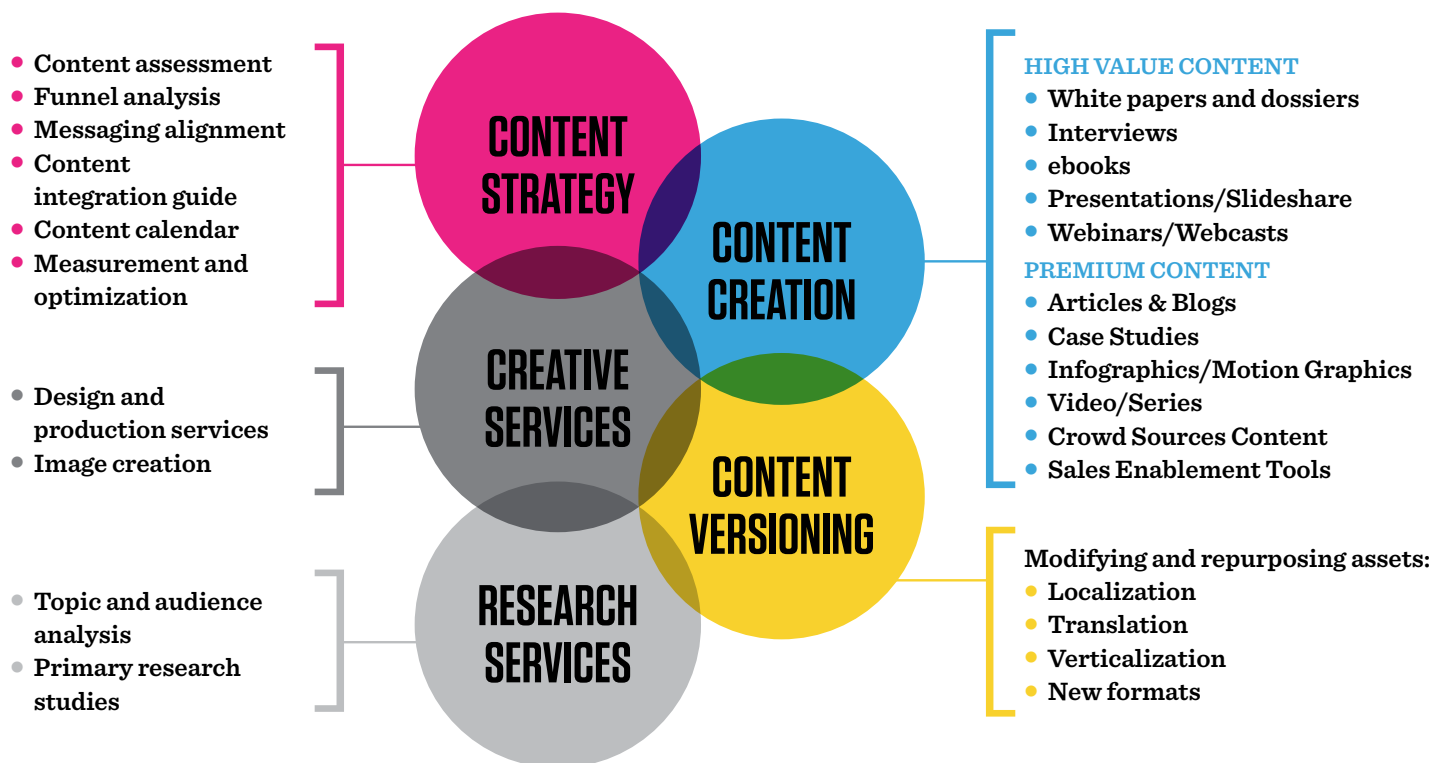 • Content assessment
• Funnel analysis
• Messaging alignment
• Content
integration guide
• Content calendar
• Measurement and
optimization
• Design and
production services
• Image creation
• Topic and audience
analysis
• Primary research
studies
CONTENT
STRATEGY
CREATIVE
SERVICES
RESEARCH
SERVICES
CONTENT
CREATION
CONTENT
VERSIONING
HIGH VALUE CONTENT
• White papers and dossiers
• Interviews
• ebooks
• Presentations/Slideshare
• Webinars/Webcasts
PREMIUM CONTENT
• Articles & Blogs
• Case Studies
• Infographics/Motion Graphics
• Video/Series
• Crowd Sources Content
• Sales Enablement Tools
Modifying and repurposing assets:
• Localization
• Translation
• Verticalization
• New formats